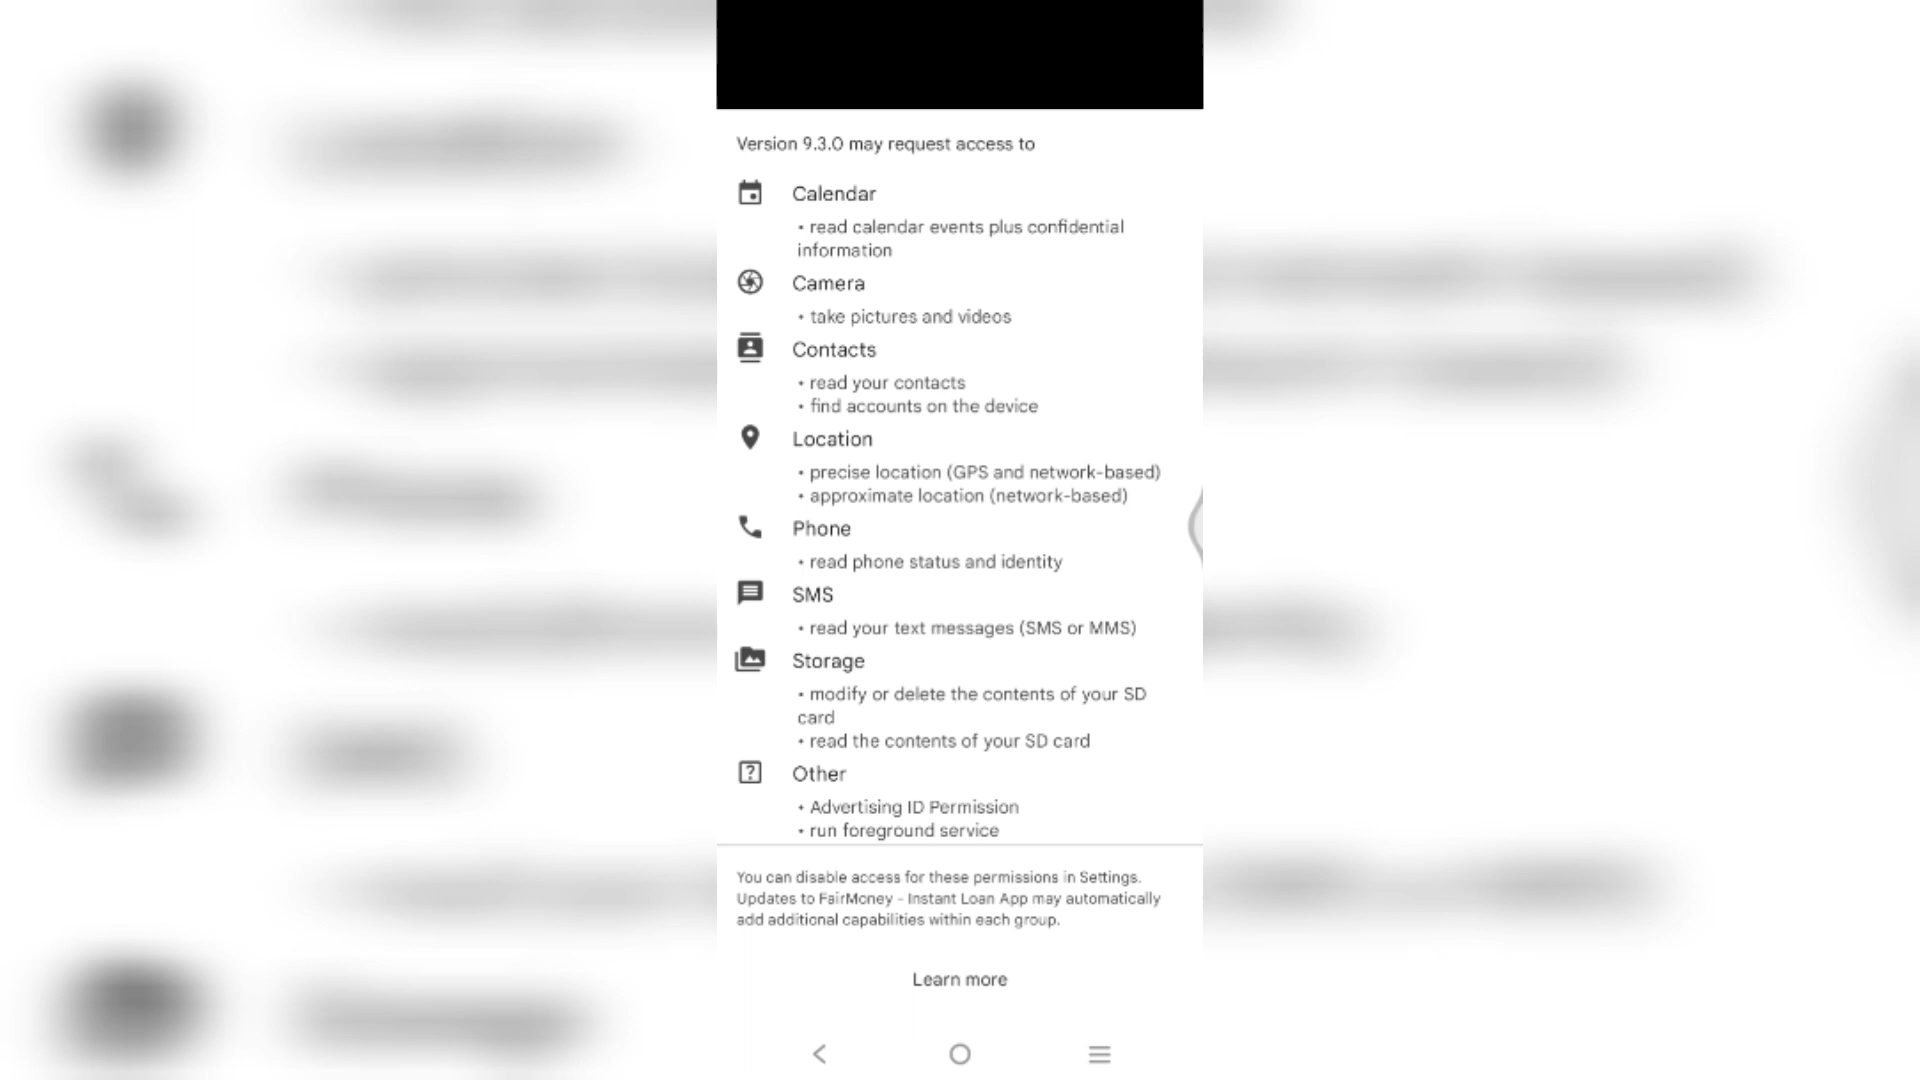 Version 9.3.0 may request access to
Calendar
• read calendar events plus confidential
information
Camera
• take pictures and videos
Contacts
• read your contacts
• find accounts on the device
Location
• precise location (GPS and network-based)
• approximate location (network-based)
Phone
• read phone status and identity
SMS
• read your text messages (SMS or MMS)
Storage
• modify or delete the contents of your SD
card
• read the contents of your SD card
Other
• Advertising ID Permission
• run foreground service
You can disable access for these permissions in Settings.
Updates to FairMoney - Instant Loan App may automatically
add additional capabilities within each group.
Learn more